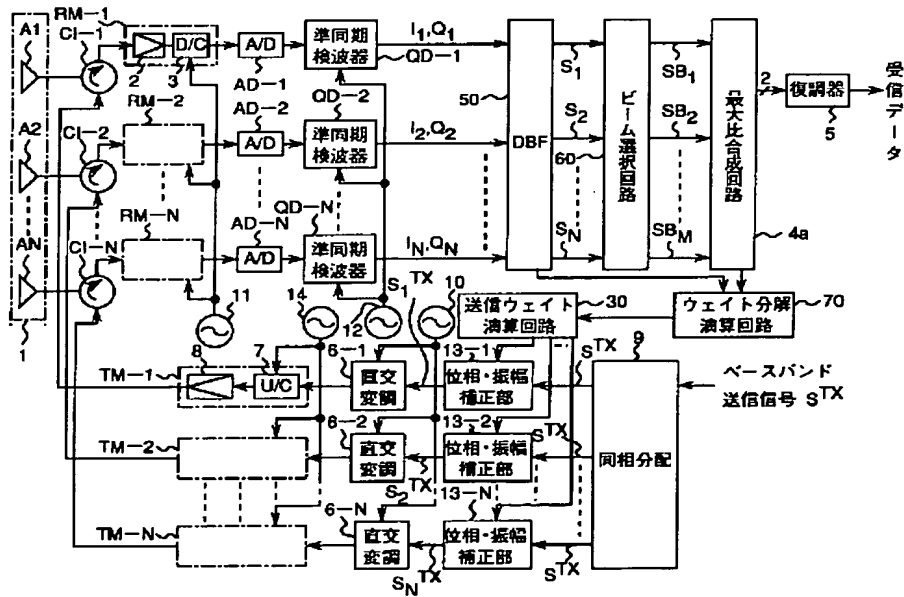 RM-1
A1
CI-1
D/C
2
3
A/D
AD-1
準同期
検波器
QD-1
I1,Q1
50
DBF
S1
ビーム選択回路
60
SB1
最大比合成回路
2
復調器
5
受信データ
RM-2
A2
CI-2
AD-2
A/D
QD-2
準同期
検波器
I2,Q2
S2
SB2
RM-N
AN
CI-N
AD-N
A/D
QD-N
準同期
検波器
IN,QN
SN
SBM
4a
1
11
14
12
S1TX
10
送信ウェイト
演算回路
30
ウェイト分解
演算回路
70
TM-1
8
7
U/C
6-1
直交
変調
13-1
位相・振幅
補正部
STX
9
同相分配
ベースバンド
送信信号 STX
TM-2
6-2
直交
変調
S2TX
13-2
位相・振幅
補正部
STX
TM-N
6-N
直交
変調
SNTX
13-N
位相・振幅
補正部
STX